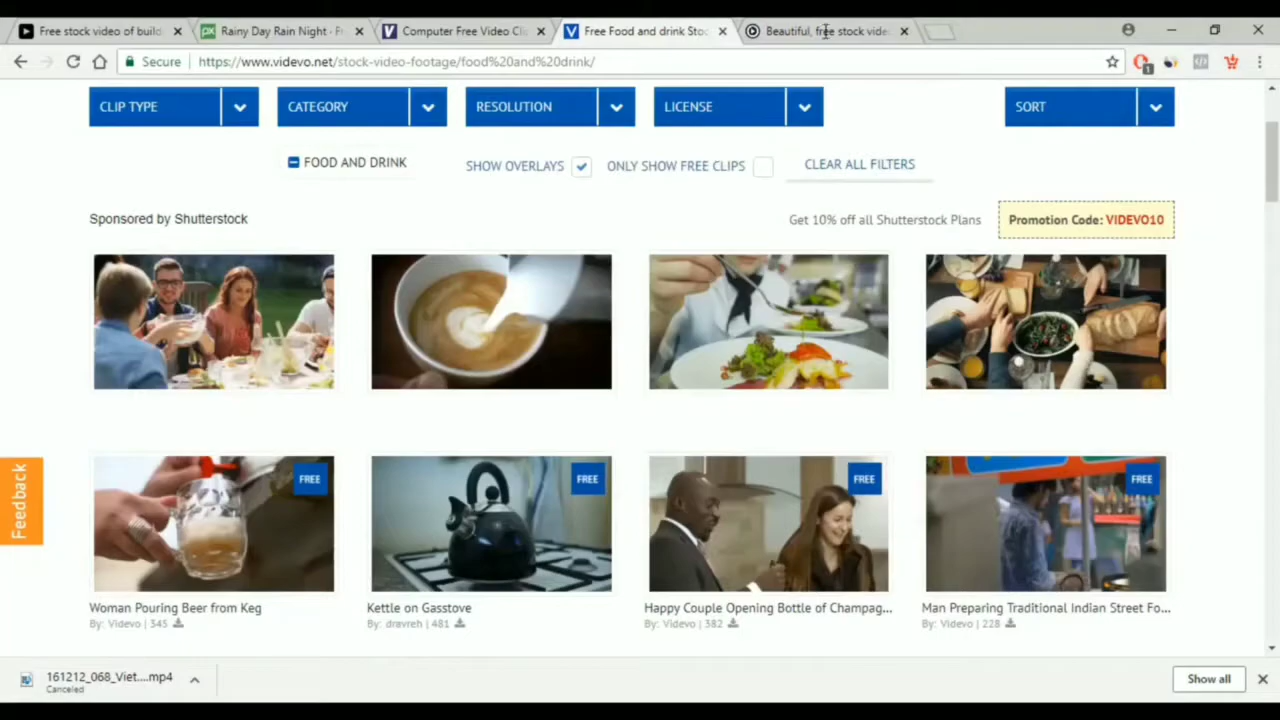 Free stock video of build
Rainy Day Rain Night - Fr
Computer Free Video Cli
Free Food and drink Stoc
Beautiful, free stock vide
Secure
https://www.videvo.net/stock-video-footage/food%20and%20drink/
1
CLIP TYPE
CATEGORY
RESOLUTION
LICENSE
SORT
FOOD AND DRINK
SHOW OVERLAYS
ONLY SHOW FREE CLIPS
CLEAR ALL FILTERS
Sponsored by Shutterstock
Get 10% off all Shutterstock Plans
Promotion Code: VIDEVO10
Feedback
FREE
FREE
FREE
FREE
Woman Pouring Beer from Keg
Kettle on Gasstove
Happy Couple Opening Bottle of Champag...
Man Preparing Traditional Indian Street Fo...
By: Videvo | 345
By: dravreh | 481
By: Videvo | 382
By: Videvo | 228
161212_068_Viet....mp4
Canceled
Show all